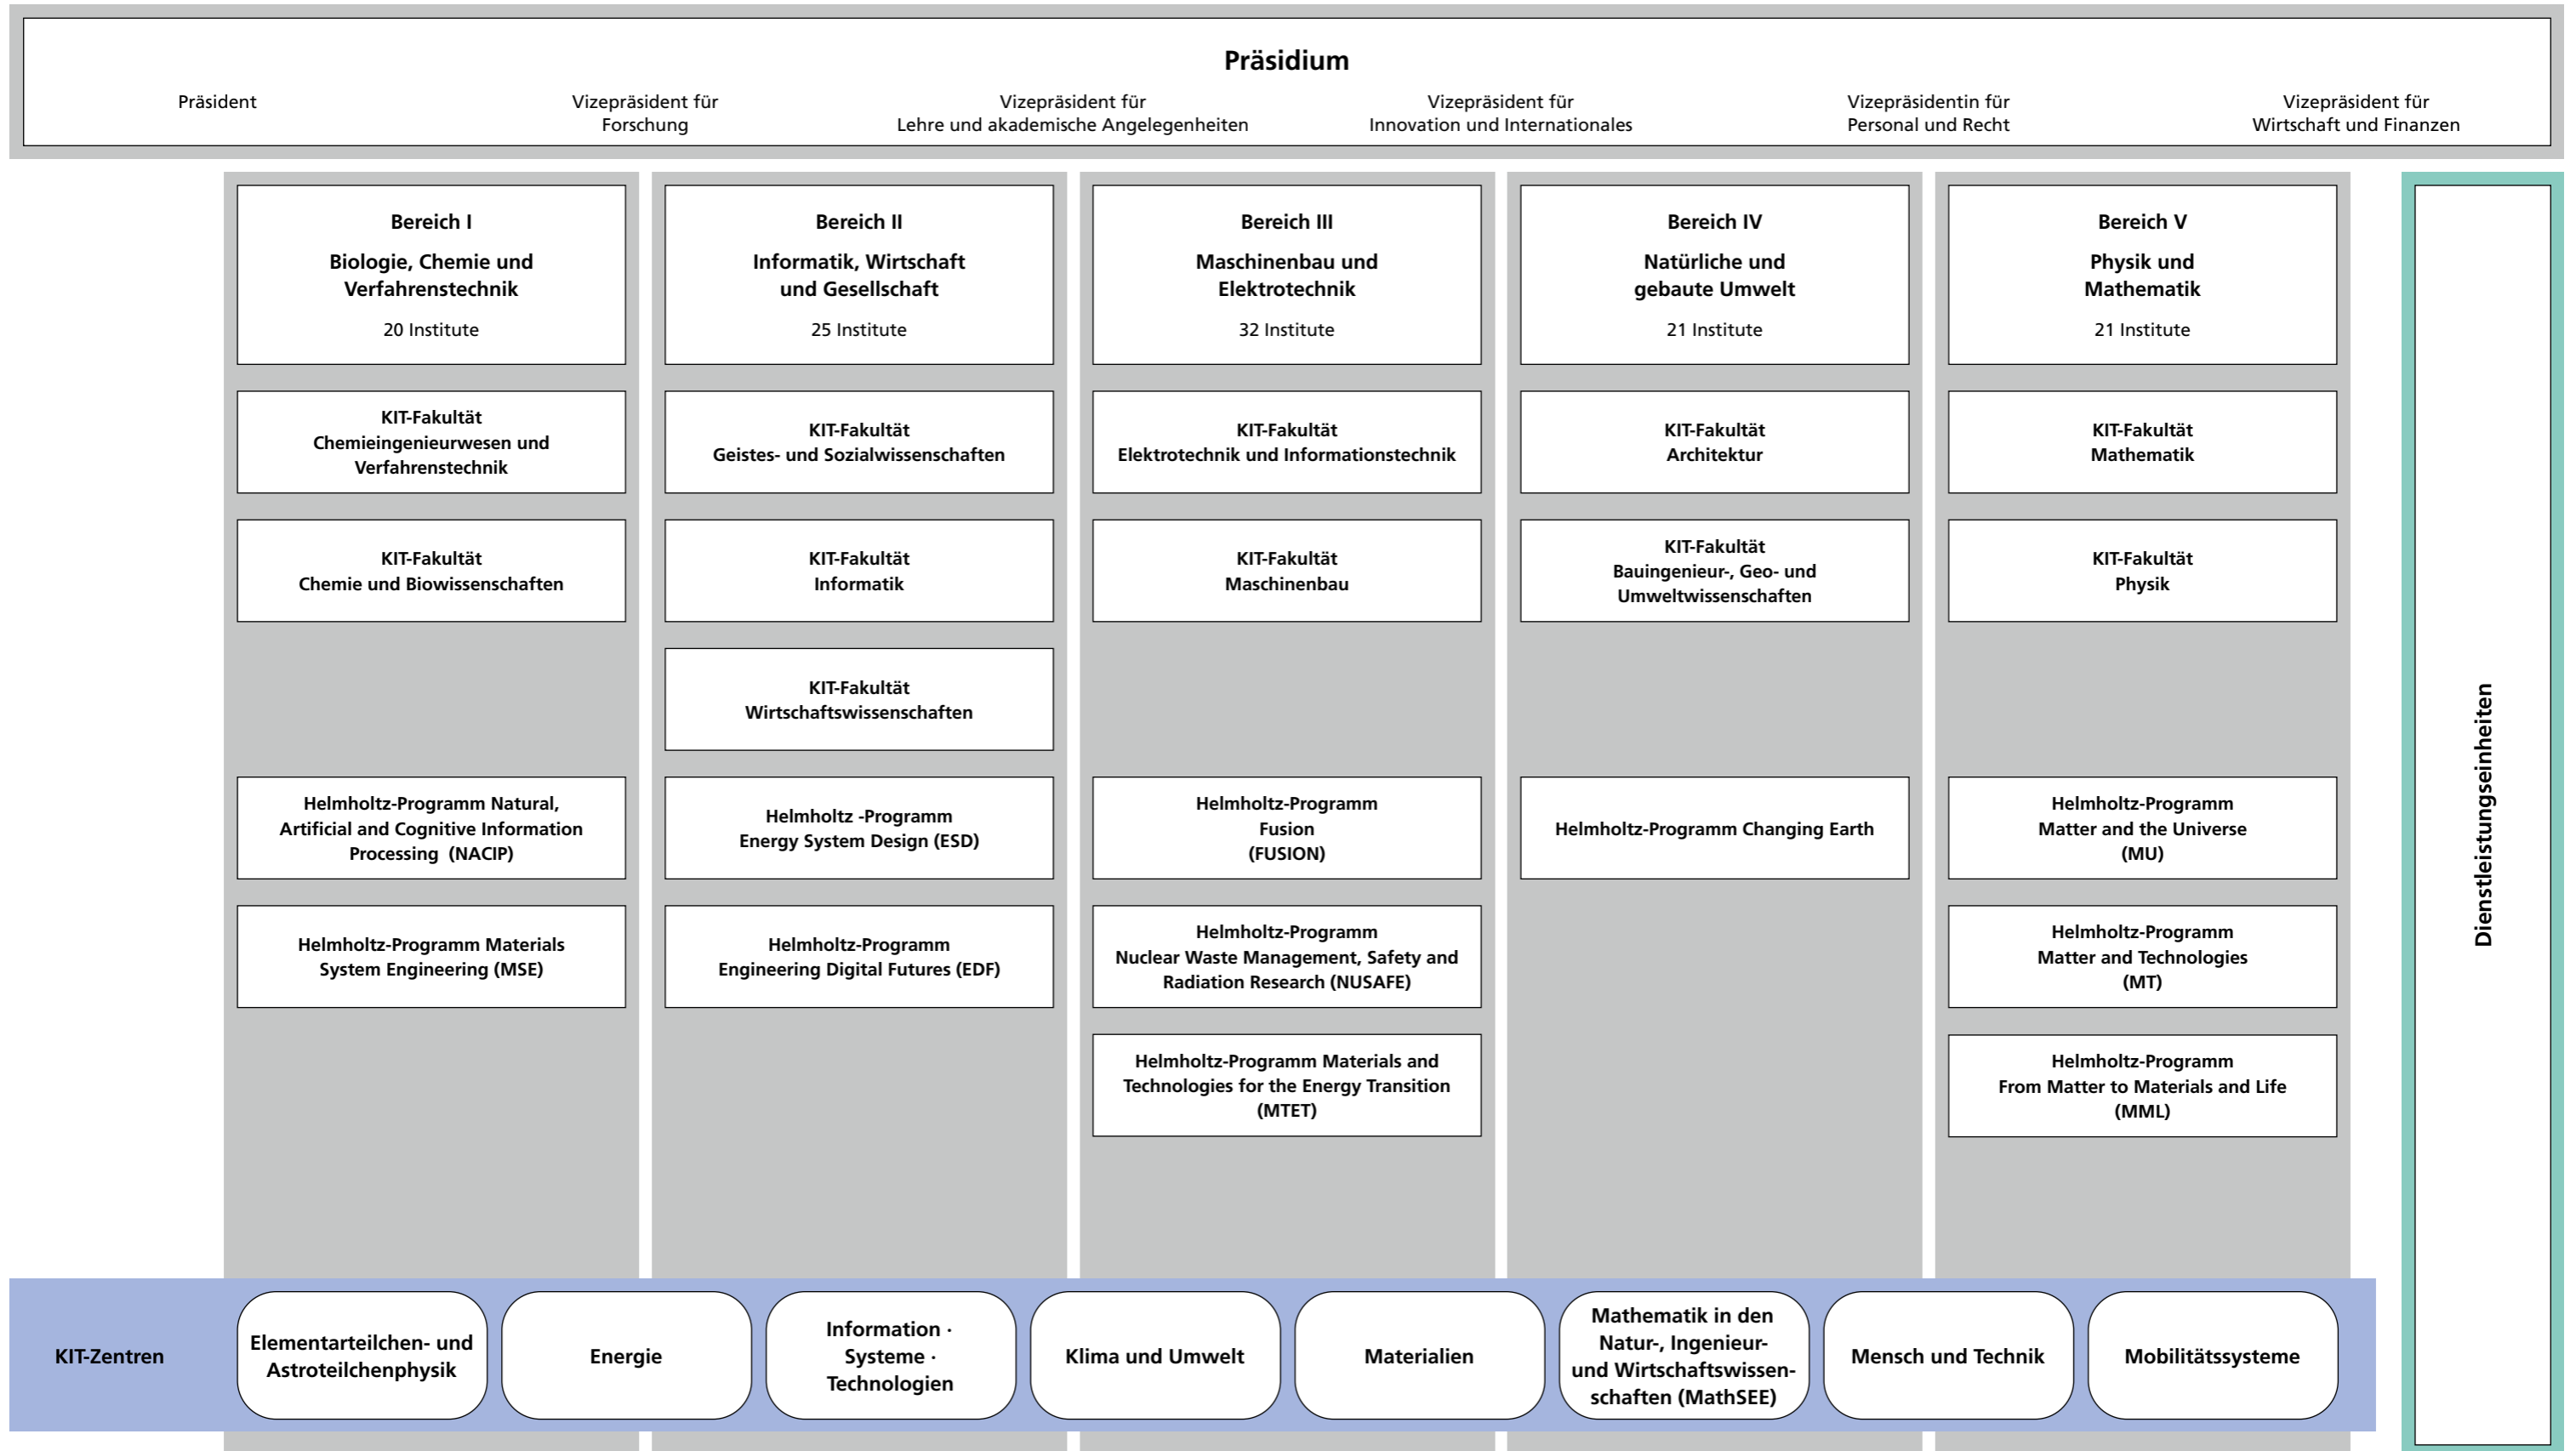 Präsidium
Präsident
Vizepräsident für
Forschung
Vizepräsident für
Lehre und akademische Angelegenheiten
Vizepräsident für
Innovation und Internationales
Vizepräsidentin für
Personal und Recht
Vizepräsident für
Wirtschaft und Finanzen
Bereich I
Biologie, Chemie und
Verfahrenstechnik
20 Institute
KIT-Fakultät
Chemieingenieurwesen und
Verfahrenstechnik
KIT-Fakultät
Chemie und Biowissenschaften
Helmholtz-Programm Natural,
Artificial and Cognitive Information
Processing (NACIP)
Helmholtz-Programm Materials
System Engineering (MSE)
Bereich II
Informatik, Wirtschaft
und Gesellschaft
25 Institute
KIT-Fakultät
Geistes- und Sozialwissenschaften
KIT-Fakultät
Informatik
KIT-Fakultät
Wirtschaftswissenschaften
Helmholtz -Programm
Energy System Design (ESD)
Helmholtz-Programm
Engineering Digital Futures (EDF)
Bereich III
Maschinenbau und
Elektrotechnik
32 Institute
KIT-Fakultät
Elektrotechnik und Informationstechnik
KIT-Fakultät
Maschinenbau
Helmholtz-Programm
Fusion
(FUSION)
Helmholtz-Programm
Nuclear Waste Management, Safety and
Radiation Research (NUSAFE)
Helmholtz-Programm Materials and
Technologies for the Energy Transition
(MTET)
Bereich IV
Natürliche und
gebaute Umwelt
21 Institute
KIT-Fakultät
Architektur
KIT-Fakultät
Bauingenieur-, Geo- und
Umweltwissenschaften
Helmholtz-Programm Changing Earth
Bereich V
Physik und
Mathematik
21 Institute
KIT-Fakultät
Mathematik
KIT-Fakultät
Physik
Helmholtz-Programm
Matter and the Universe
(MU)
Helmholtz-Programm
Matter and Technologies
(MT)
Helmholtz-Programm
From Matter to Materials and Life
(MML)
Dienstleistungseinheiten
KIT-Zentren
Elementarteilchen- und
Astroteilchenphysik
Energie
Information ·
Systeme ·
Technologien
Klima und Umwelt
Materialien
Mathematik in den
Natur-, Ingenieur-
und Wirtschaftswissen-
schaften (MathSEE)
Mensch und Technik
Mobilitätssysteme